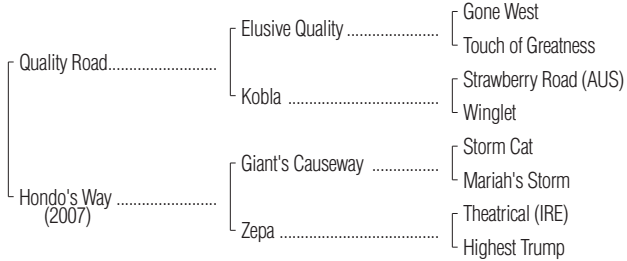 Gone West
Elusive Quality ......................
Touch of Greatness
Quality Road..........................
Strawberry Road (AUS)
Kobla ....................................
Winglet
Storm Cat
Giant's Causeway ................
Mariah's Storm
Hondo's Way ........................
(2007)
Theatrical (IRE)
Zepa ......................................
Highest Trump